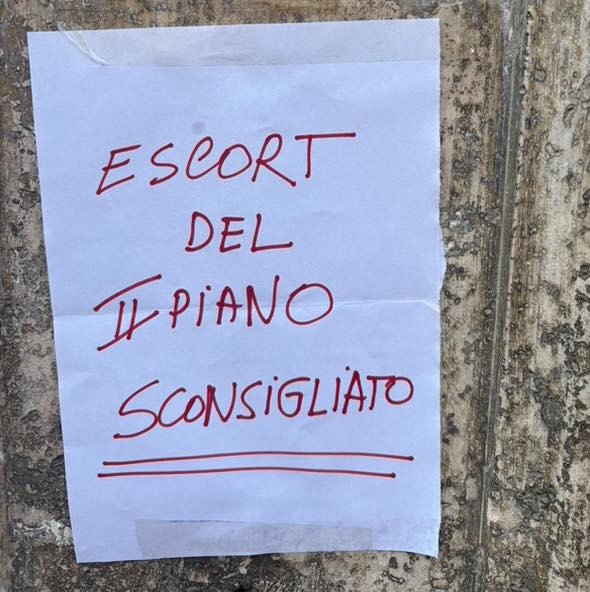 ESCORT
DEL
II PiANO
SCONSiGLiATO